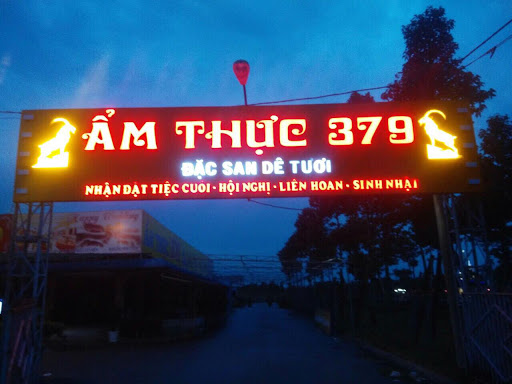 ẨM THỰC 379
ĐẶC SẢN DÊ TƯƠI
NHẬN ĐẶT TIỆC CƯỚI - HỘI NGHỊ - LIÊN HOAN - SINH NHẬT